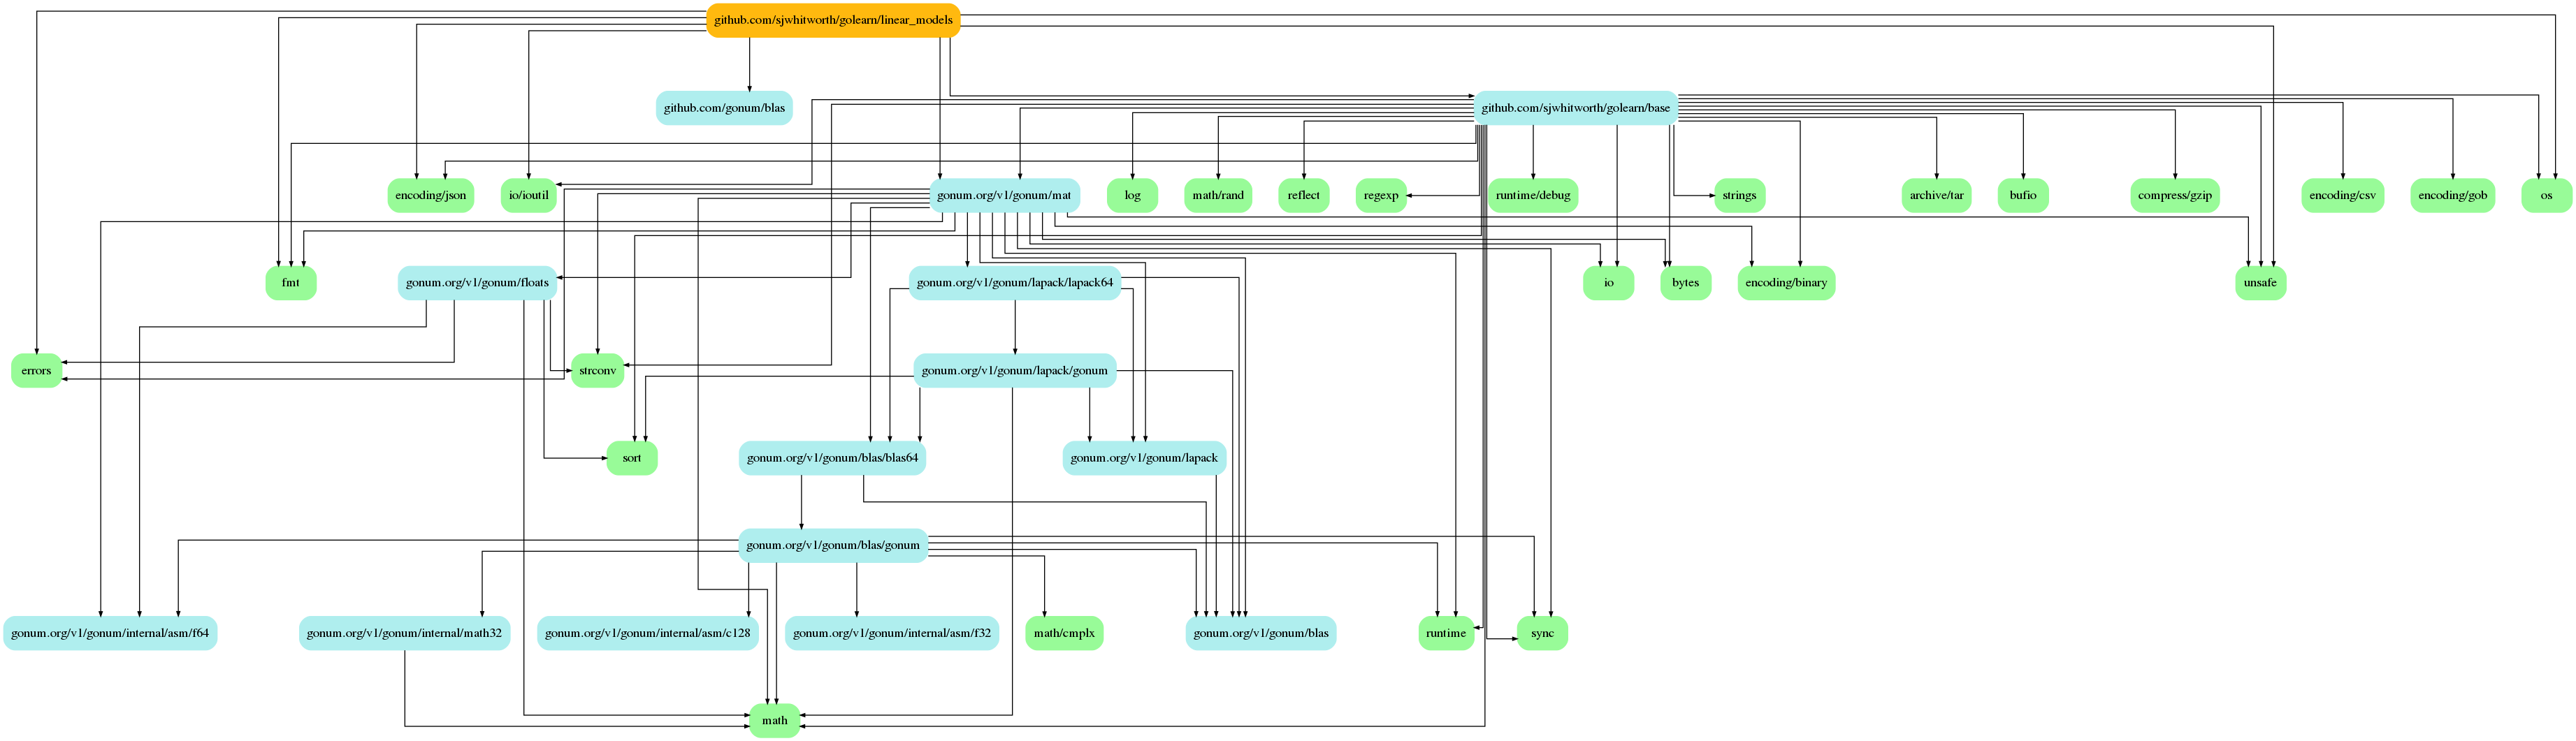 github.com/sjwhitworth/golearn/linear_models
github.com/gonum/blas
github.com/sjwhitworth/golearn/base
encoding/json
io/ioutil
gonum.org/v1/gonum/mat
log
math/rand
reflect
regexp
runtime/debug
strings
archive/tar
bufio
compress/gzip
encoding/csv
encoding/gob
os
fmt
gonum.org/v1/gonum/floats
gonum.org/v1/gonum/lapack/lapack64
io
bytes
encoding/binary
unsafe
errors
strconv
gonum.org/v1/gonum/lapack/gonum
sort
gonum.org/v1/gonum/blas/blas64
gonum.org/v1/gonum/lapack
gonum.org/v1/gonum/blas/gonum
gonum.org/v1/gonum/internal/asm/f64
gonum.org/v1/gonum/internal/math32
gonum.org/v1/gonum/internal/asm/c128
gonum.org/v1/gonum/internal/asm/f32
math/cmplx
gonum.org/v1/gonum/blas
runtime
sync
math